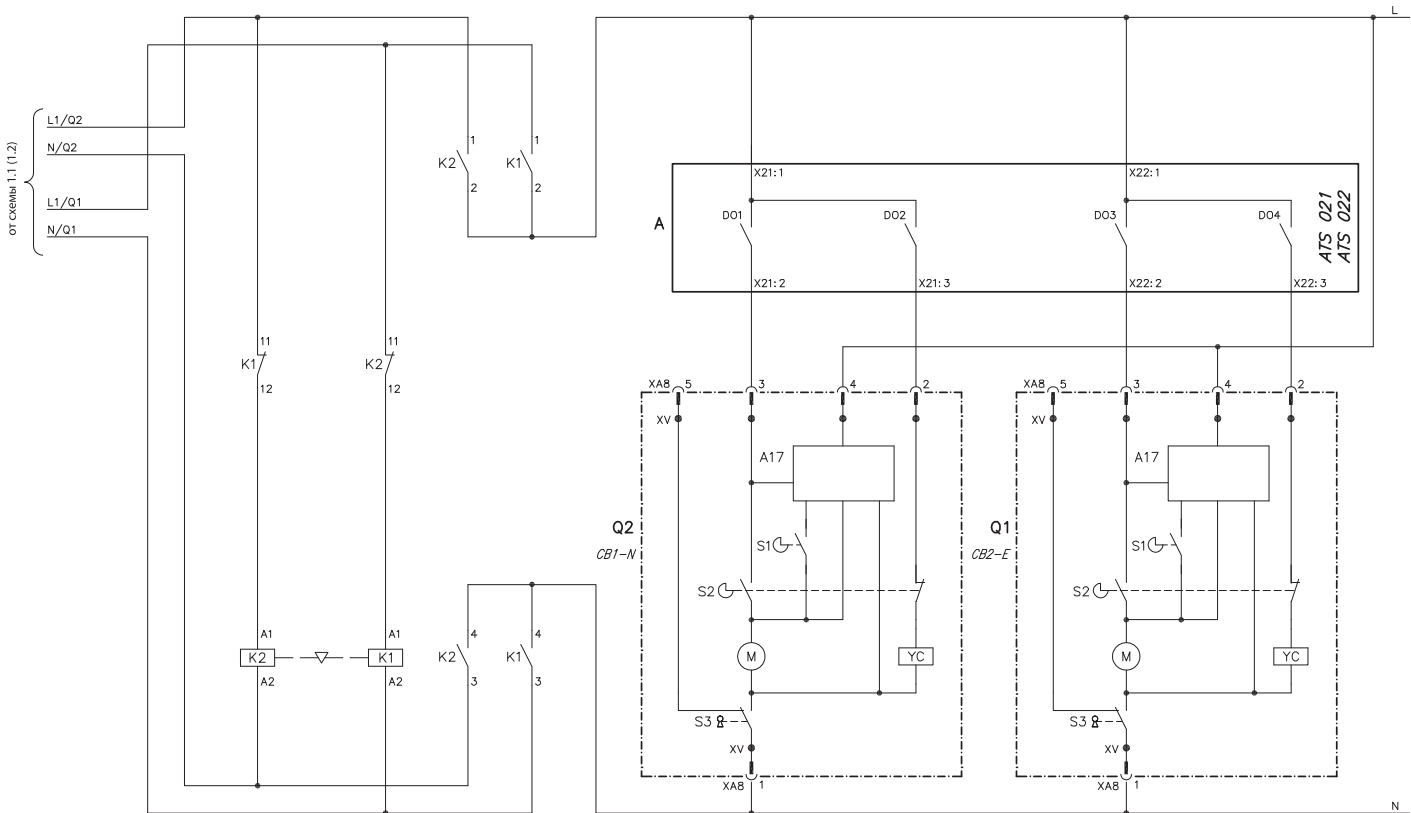 L
от схемы 1.1 (1.2)
L1/Q2
N/Q2
L1/Q1
N/Q1
1 1
K2 K1
2 2
X21:1 X22:1
A
DO1 DO2 DO3 DO4
ATS 021
ATS 022
X21:2 X21:3 X22:2 X22:3
11 11
K1 K2
12 12
XA8 5 3 4 2 XA8 5 3 4 2
XV XV
A17 A17
Q2 Q1
CB1-N CB2-E
S1 S1
S2 S2
A1 A1 4 4
K2 K1 K2 K1 M YC M YC
A2 A2 3 3
S3 S3
XV XV
XA8 1 XA8 1
N